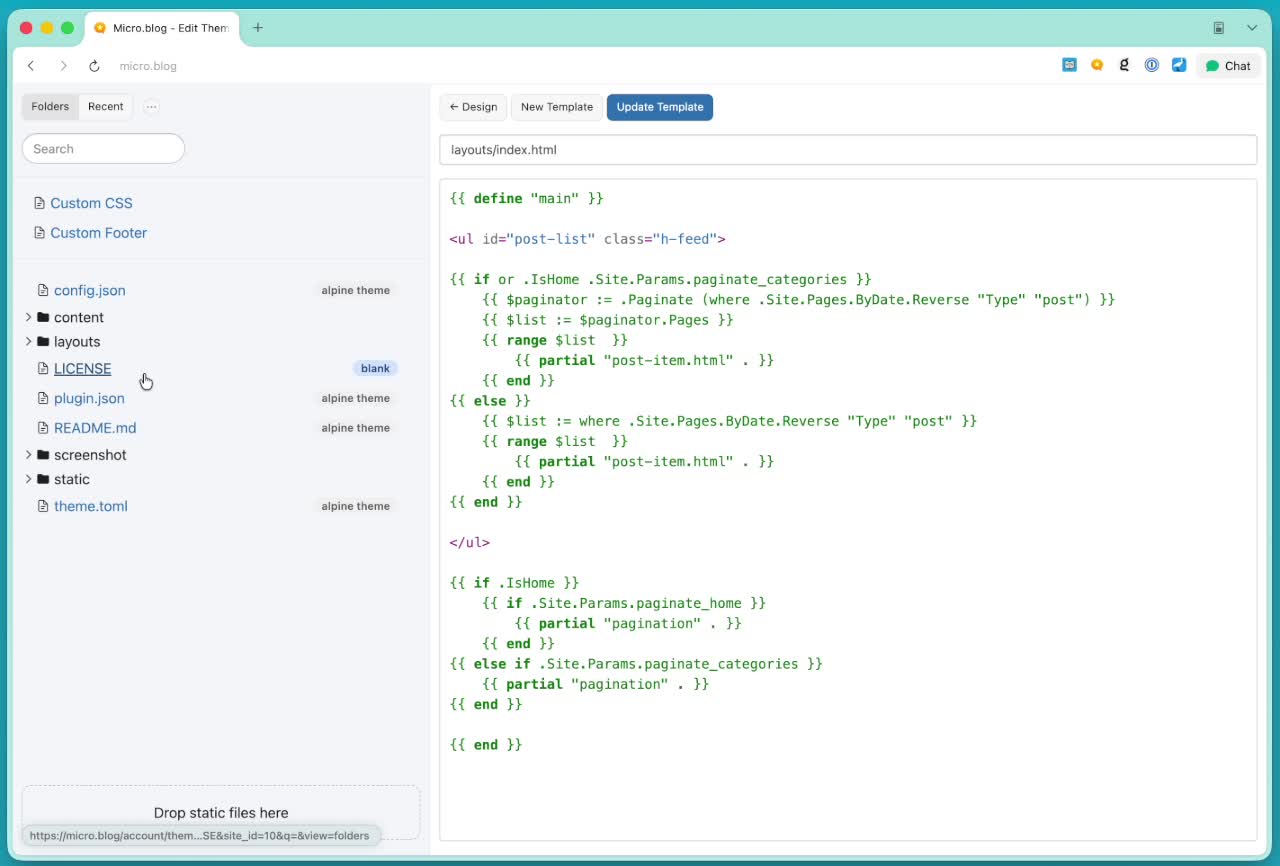 Micro.blog - Edit Them
micro.blog
Chat
Folders
Recent
Search
Custom CSS
Custom Footer
config.json
alpine theme
content
layouts
LICENSE
blank
plugin.json
alpine theme
README.md
alpine theme
screenshot
static
theme.toml
alpine theme
Drop static files here
https://micro.blog/account/them...SE&site_id=10&q=&view=folders
← Design
New Template
Update Template
layouts/index.html
{{ define "main" }}
<ul id="post-list" class="h-feed">
{{ if or .IsHome .Site.Params.paginate_categories }}
    {{ $paginator := .Paginate (where .Site.Pages.ByDate.Reverse "Type" "post") }}
    {{ $list := $paginator.Pages }}
    {{ range $list  }}
        {{ partial "post-item.html" . }}
    {{ end }}
{{ else }}
    {{ $list := where .Site.Pages.ByDate.Reverse "Type" "post" }}
    {{ range $list  }}
        {{ partial "post-item.html" . }}
    {{ end }}
{{ end }}
</ul>
{{ if .IsHome }}
    {{ if .Site.Params.paginate_home }}
        {{ partial "pagination" . }}
    {{ end }}
{{ else if .Site.Params.paginate_categories }}
    {{ partial "pagination" . }}
{{ end }}
{{ end }}